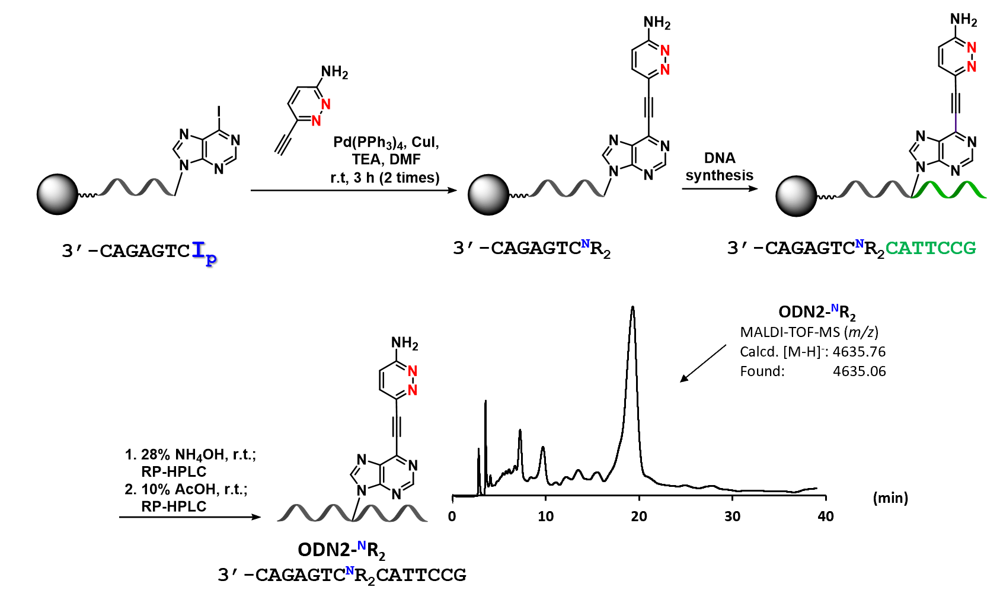 I
N
N
N
N
3'-CAGAGTCIp
NH2
N
N
Pd(PPh3)4, CuI,
TEA, DMF
r.t, 3 h (2 times)
NH2
N
N
N
N
N
N
3'-CAGAGTCNR2
DNA
synthesis
NH2
N
N
N
N
N
N
3'-CAGAGTCNR2CATTCCG
1. 28% NH4OH, r.t.;
RP-HPLC
2. 10% AcOH, r.t.;
RP-HPLC
NH2
N
N
N
N
N
N
ODN2-NR2
3'-CAGAGTCNR2CATTCCG
ODN2-NR2
MALDI-TOF-MS (m/z)
Calcd. [M-H]-: 4635.76
Found: 4635.06
0 10 20 30 40 (min)